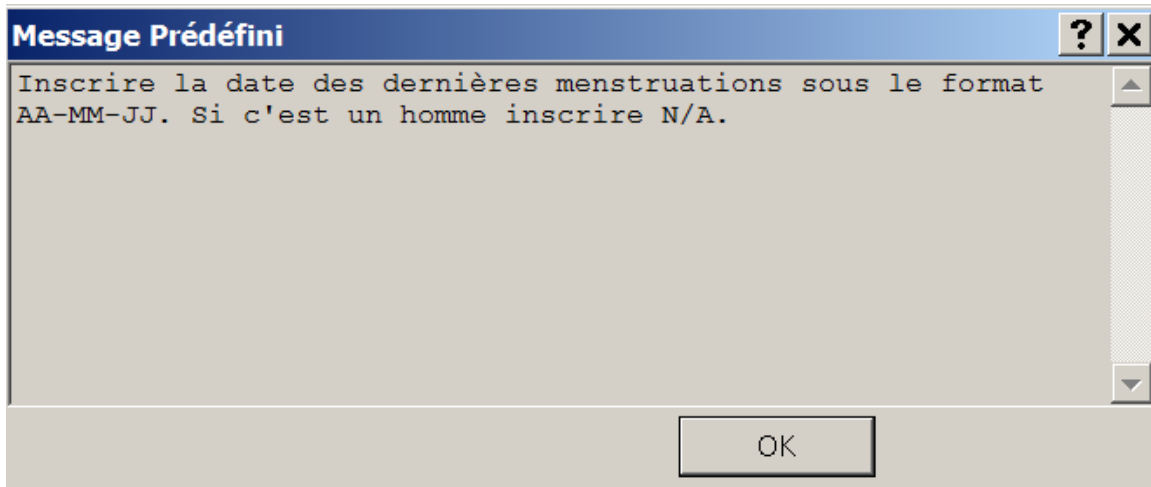 Message Prédéfini
Inscrire la date des dernières menstruations sous le format
AA-MM-JJ. Si c'est un homme inscrire N/A.
OK